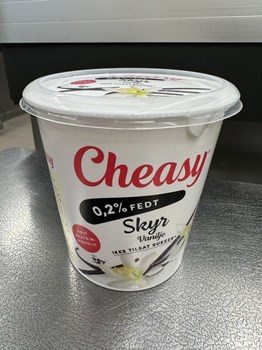 Cheasy
0,2% FEDT
Skyr
Vanilje
IKKE TILSAT SUKKER